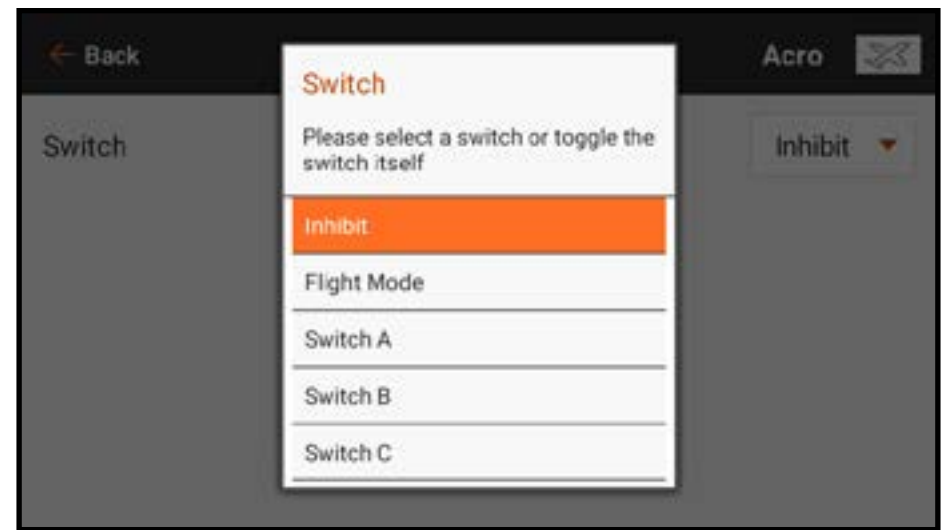 ← Back
Acro
Switch
Inhibit
Switch
Please select a switch or toggle the
switch itself
Inhibit
Flight Mode
Switch A
Switch B
Switch C